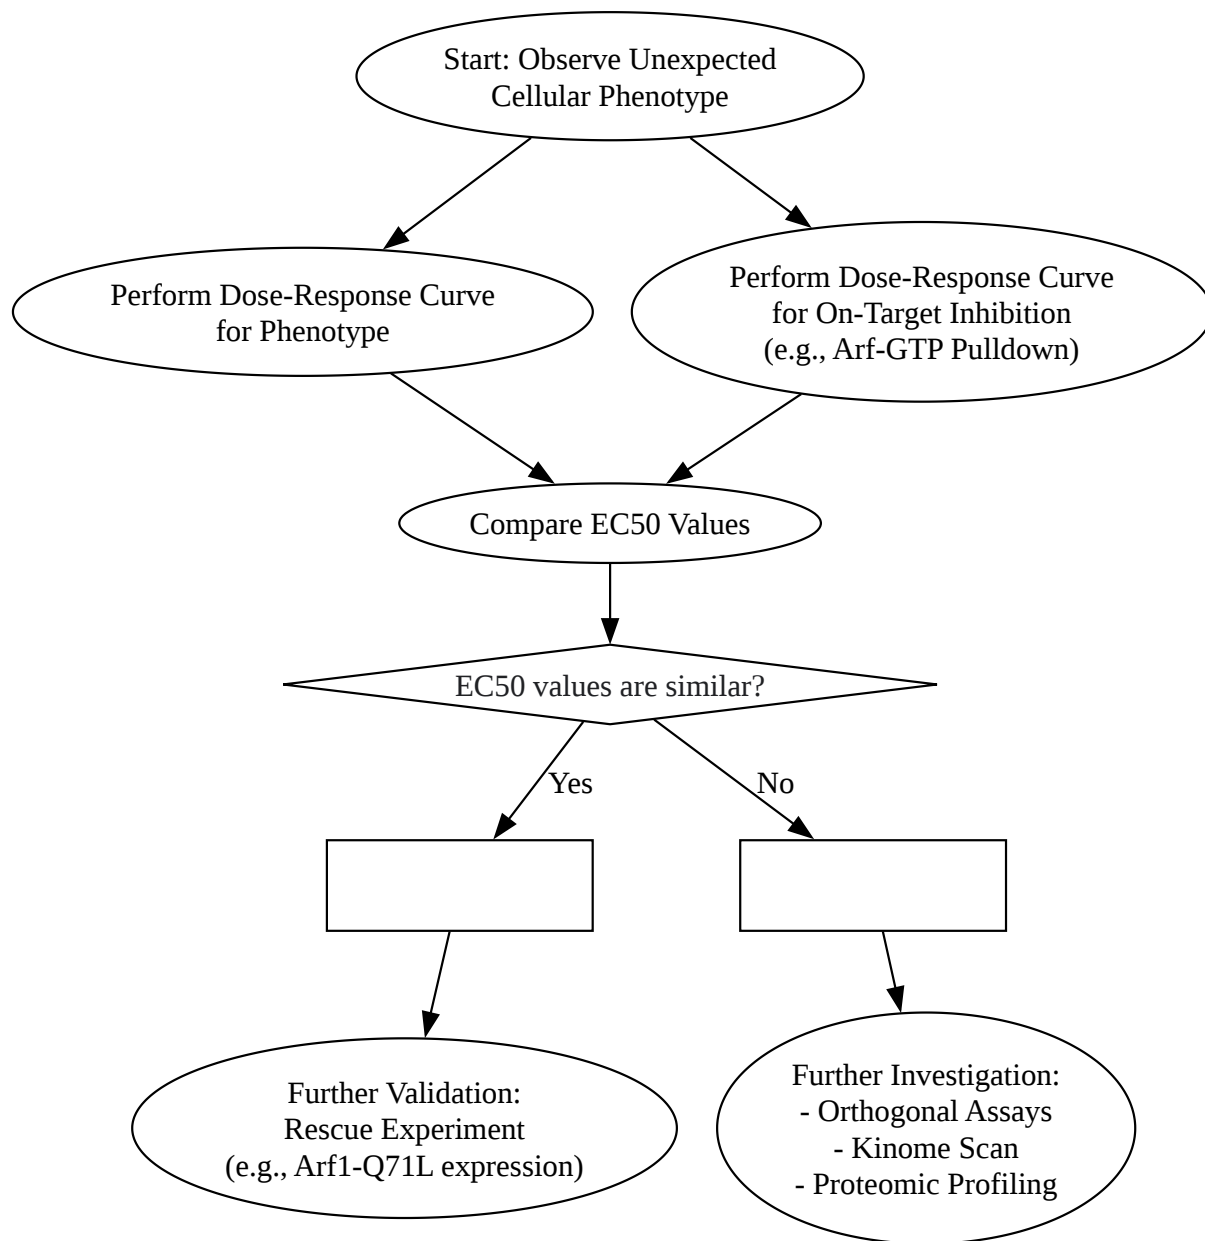 Start: Observe Unexpected
Cellular Phenotype
Perform Dose-Response Curve
for Phenotype
Perform Dose-Response Curve
for On-Target Inhibition
(e.g., Arf-GTP Pulldown)
Compare EC50 Values
EC50 values are similar?
Yes
No
Further Validation:
Rescue Experiment
(e.g., Arf1-Q71L expression)
Further Investigation:
- Orthogonal Assays
- Kinome Scan
- Proteomic Profiling